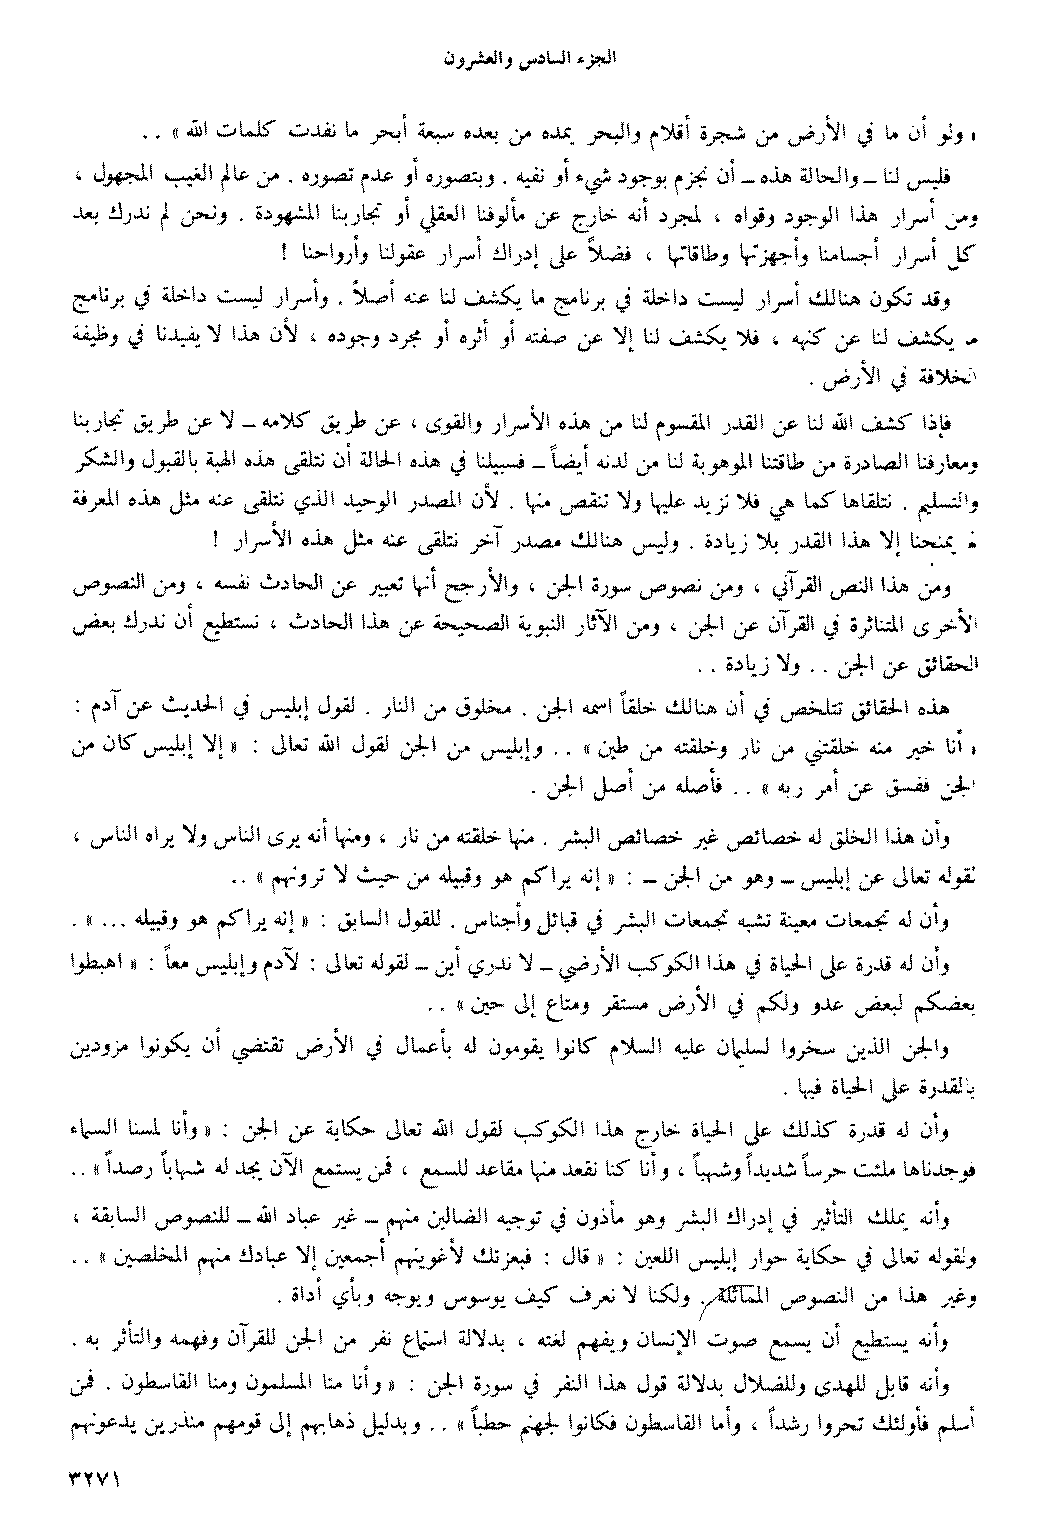 الجزء السادس والعشرون
« ولو أن ما في الأرض من شجرة أقلام والبحر يمده من بعده سبعة أبحر ما نفدت كلمات الله » . .
فليس لنا ــ والحالة هذه ــ أن نجزم بوجود شيء أو نفيه . وبتصوره أو عدم تصوره . من عالم الغيب المجهول ،
ومن أسرار هذا الوجود وقواه ، لمجرد أنه خارج عن مألوفنا العقلي أو تجاربنا المشهودة . ونحن لم ندرك بعد
كل أسرار أجسامنا وأجهزتها وطاقاتها ، فضلاً على إدراك أسرار عقولنا وأرواحنا !
وقد تكون هنالك أسرار ليست داخلة في برنامج ما يكشف لنا عنه أصلاً . وأسرار ليست داخلة في برنامج
ما يكشف لنا عن كنهه ، فلا يكشف لنا إلا عن صفته أو أثره أو مجرد وجوده ، لأن هذا لا يفيدنا في وظيفة
الخلافة في الأرض .
فإذا كشف الله لنا عن القدر المقسوم لنا من هذه الأسرار والقوى ، عن طريق كلامه ــ لا عن طريق تجاربنا
ومعارفنا الصادرة من طاقتنا الموهوبة لنا من لدنه أيضاً ــ فسبيلنا في هذه الحالة أن نتلقى هذه الهبة بالقبول والشكر
والتسليم . نتلقاها كما هي فلا نزيد عليها ولا ننقص منها . لأن المصدر الوحيد الذي نتلقى عنه مثل هذه المعرفة
لم يمنحنا إلا هذا القدر بلا زيادة . وليس هنالك مصدر آخر نتلقى عنه مثل هذه الأسرار !
ومن هذا النص القرآني ، ومن نصوص سورة الجن ، والأرجح أنها تعبير عن الحادث نفسه ، ومن النصوص
الأخرى المتناثرة في القرآن عن الجن ، ومن الآثار النبوية الصحيحة عن هذا الحادث ، نستطيع أن ندرك بعض
الحقائق عن الجن . . ولا زيادة . .
هذه الحقائق تتلخص في أن هنالك خلقاً اسمه الجن . مخلوق من النار . لقول إبليس في الحديث عن آدم :
« أنا خير منه خلقتني من نار وخلقته من طين » . . وإبليس من الجن لقول الله تعالى : « إلا إبليس كان من
الجن ففسق عن أمر ربه » . . فأصله من أصل الجن .
وأن هذا الخلق له خصائص غير خصائص البشر . منها خلقته من نار ، ومنها أنه يرى الناس ولا يراه الناس ،
لقوله تعالى عن إبليس ــ وهو من الجن ــ : « إنه يراكم هو وقبيله من حيث لا ترونهم » . .
وأن له تجمعات معينة تشبه تجمعات البشر في قبائل وأجناس . للقول السابق : « إنه يراكم هو وقبيله ... » .
وأن له قدرة على الحياة في هذا الكوكب الأرضي ــ لا ندري أين ــ لقوله تعالى : لآدم وإبليس معاً : « اهبطوا
بعضكم لبعض عدو ولكم في الأرض مستقر ومتاع إلى حين » . .
والجن الذين سخروا لسليمان عليه السلام كانوا يقومون له بأعمال في الأرض تقتضي أن يكونوا مزودين
بالقدرة على الحياة فيها .
وأن له قدرة كذلك على الحياة خارج هذا الكوكب لقول الله تعالى حكاية عن الجن : « وأنا لمسنا السماء
فوجدناها ملئت حرساً شديداً وشهباً ، وأنا كنا نقعد منها مقاعد للسمع ، فمن يستمع الآن يجد له شهاباً رصداً » . .
وأنه يملك التأثير في إدراك البشر وهو مأذون في توجيه الضالين منهم ــ غير عباد الله ــ للنصوص السابقة ،
ولقوله تعالى في حكاية حوار إبليس اللعين : « قال : فبعزتك لأغوينهم أجمعين إلا عبادك منهم المخلصين » . .
وغير هذا من النصوص المماثلة . ولكنا لا نعرف كيف يوسوس ويوجه وبأي أداة .
وأنه يستطيع أن يسمع صوت الإنسان ويفهم لغته ، بدلالة استماع نفر من الجن للقرآن وفهمه والتأثر به .
وأنه قابل للهدى وللضلال بدلالة قول هذا النفر في سورة الجن : « وأنا منا المسلمون ومنا القاسطون . فمن
أسلم فأولئك تحروا رشداً ، وأما القاسطون فكانوا لجهنم حطباً » . . وبدليل ذهابهم إلى قومهم منذرين يدعونهم
٣٢٧١